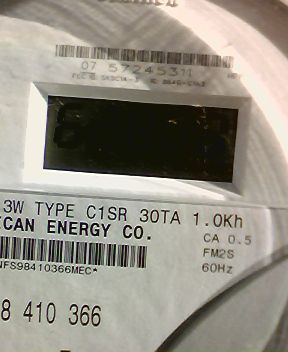 07 57245311
3W TYPE C1SR 30TA 1.0Kh
CAN ENERGY CO.
CA 0.5
FM2S
60Hz
NFS98410366MEC*
8 410 366